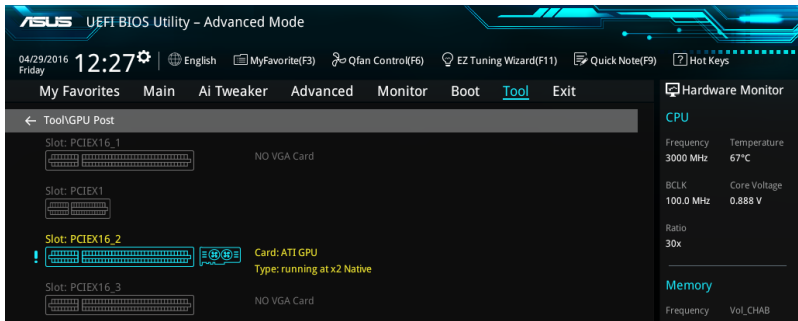 ASUS UEFI BIOS Utility – Advanced Mode
04/29/2016 Friday 12:27 English MyFavorite(F3) Qfan Control(F6) EZ Tuning Wizard(F11) Quick Note(F9) ? Hot Keys
My Favorites Main Ai Tweaker Advanced Monitor Boot Tool Exit Hardware Monitor
← Tool\GPU Post
Slot: PCIEX16_1
NO VGA Card
Slot: PCIEX1
Slot: PCIEX16_2
! Card: ATI GPU
Type: running at x2 Native
Slot: PCIEX16_3
NO VGA Card
CPU
Frequency Temperature
3000 MHz 67°C
BCLK Core Voltage
100.0 MHz 0.888 V
Ratio
30x
Memory
Frequency Vol_CHAB